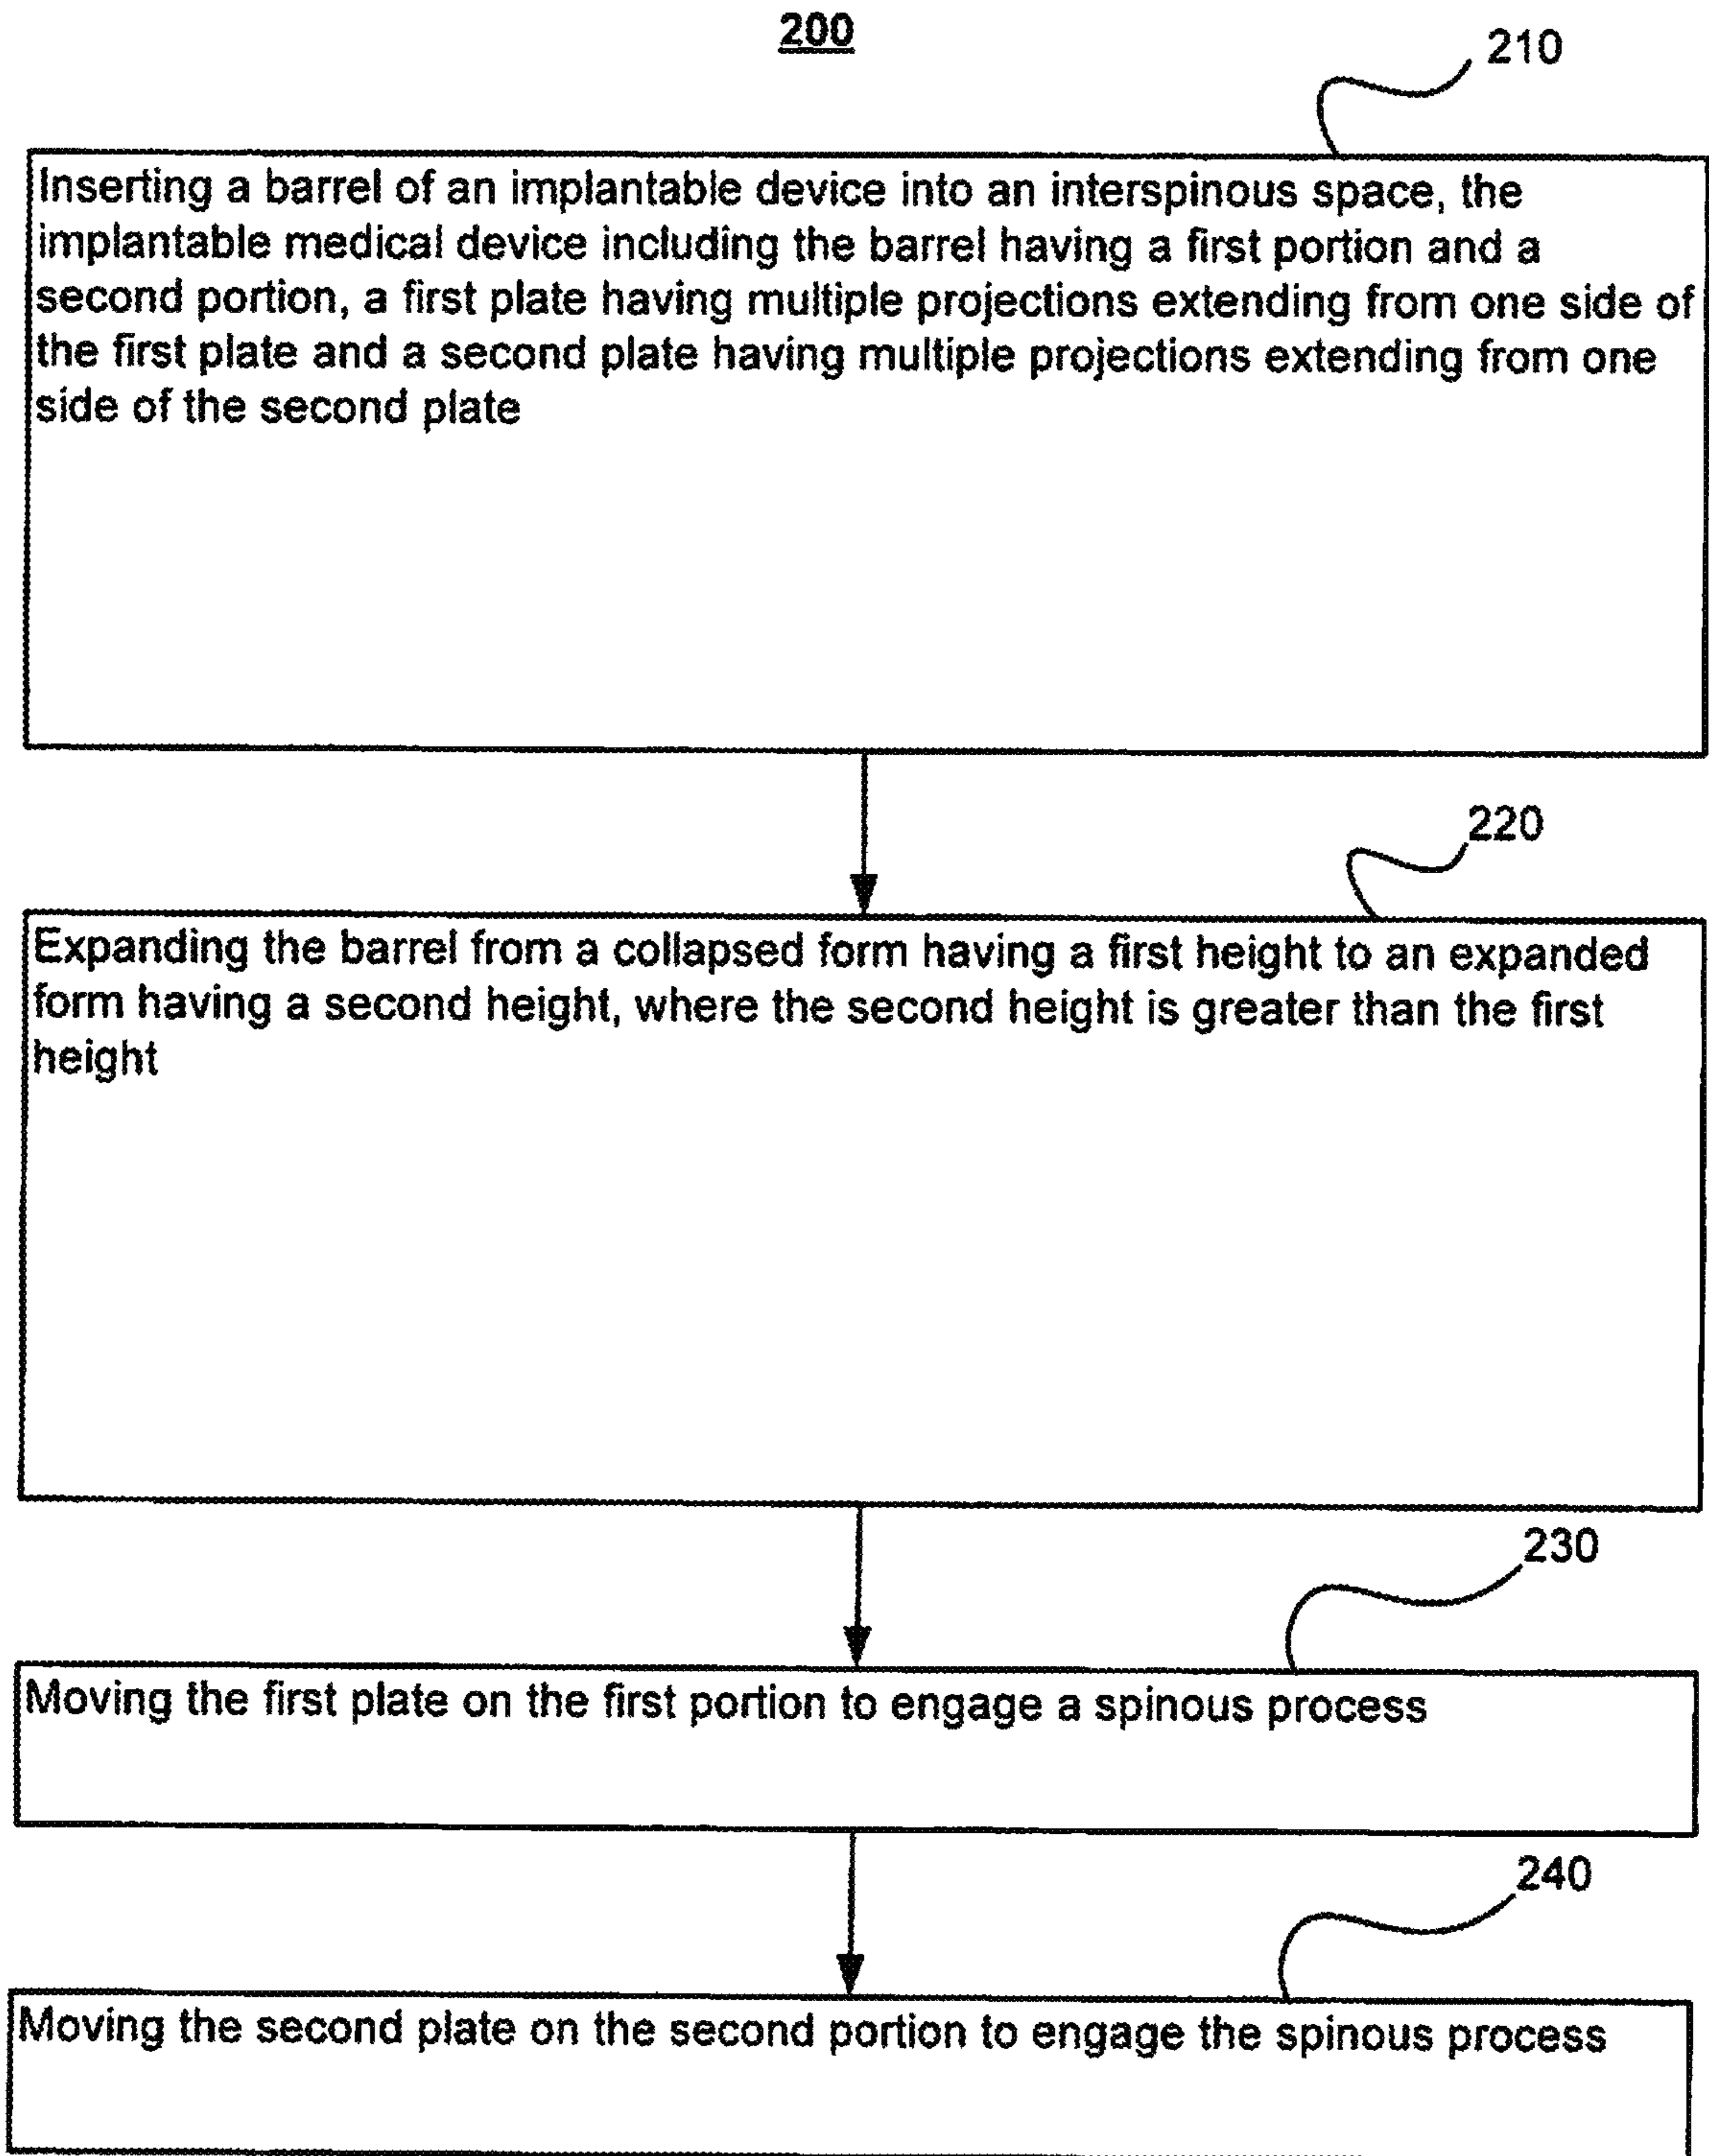 200
210
Inserting a barrel of an implantable device into an interspinous space, the
implantable medical device including the barrel having a first portion and a
second portion, a first plate having multiple projections extending from one side of
the first plate and a second plate having multiple projections extending from one
side of the second plate
220
Expanding the barrel from a collapsed form having a first height to an expanded
form having a second height, where the second height is greater than the first
height
230
Moving the first plate on the first portion to engage a spinous process
240
Moving the second plate on the second portion to engage the spinous process